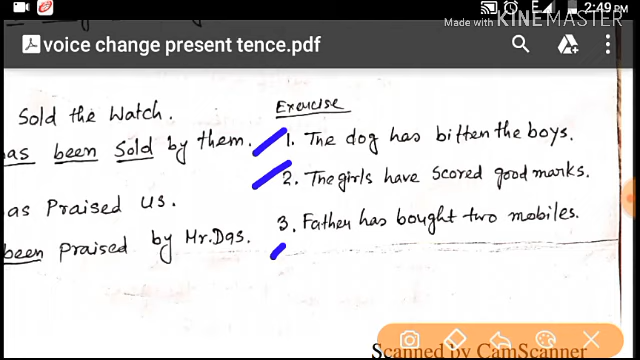 2:49 PM
Made with KINEMASTER
voice change present tence.pdf
Sold the Watch.
has been Sold by them.
as Praised us.
been Praised by Mr. Das.
Exercise
1. The dog has bitten the boys.
2. The girls have scored good marks.
3. Father has bought two mobiles.
Scanned by CamScanner